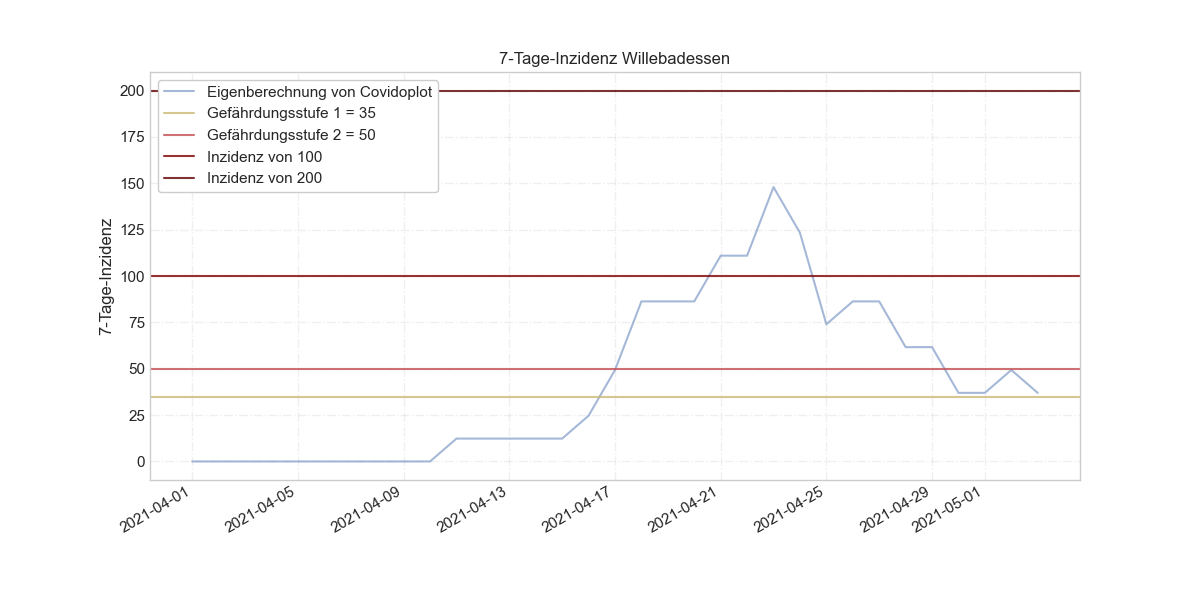 7-Tage-Inzidenz Willebadessen
Eigenberechnung von Covidoplot
Gefährdungsstufe 1 = 35
Gefährdungsstufe 2 = 50
Inzidenz von 100
Inzidenz von 200
7-Tage-Inzidenz
200
175
150
125
100
75
50
25
0
2021-04-01
2021-04-05
2021-04-09
2021-04-13
2021-04-17
2021-04-21
2021-04-25
2021-04-29
2021-05-01